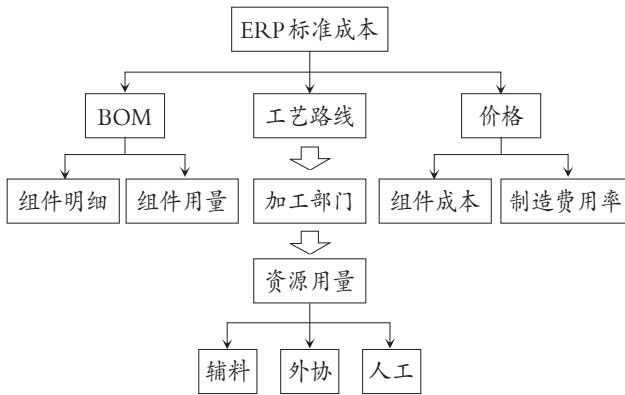 ERP标准成本
BOM
工艺路线
价格
组件明细
组件用量
加工部门
组件成本
制造费用率
资源用量
辅料
外协
人工